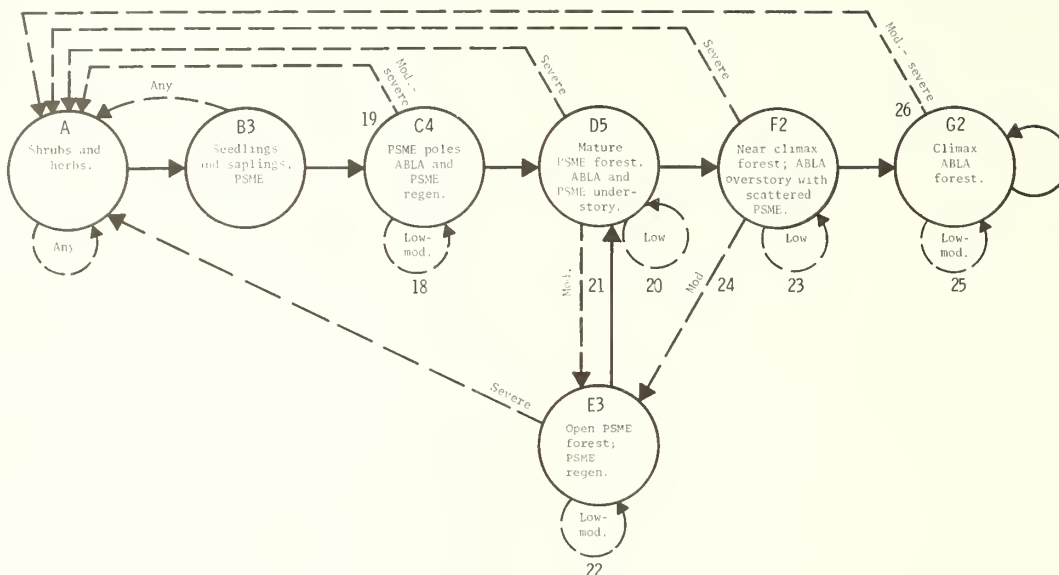 Mod.-
severe
Severe
Severe
Mod.-
severe
Any
19
26
A
Shrubs and
herbs.
B3
Seedlings
and saplings,
PSME
C4
PSME poles
ABLA and
PSME
regen.
D5
Mature
PSME forest.
ABLA and
PSME under-
story.
F2
Near climax
forest; ABLA
overstory with
scattered
PSME.
G2
Climax
ABLA
forest.
Any
Low-
mod.
18
Mod.
21
Low
20
Mod
24
Low
23
Low-
mod.
25
Severe
E3
Open PSME
forest;
PSME
regen.
Low-
mod.
22